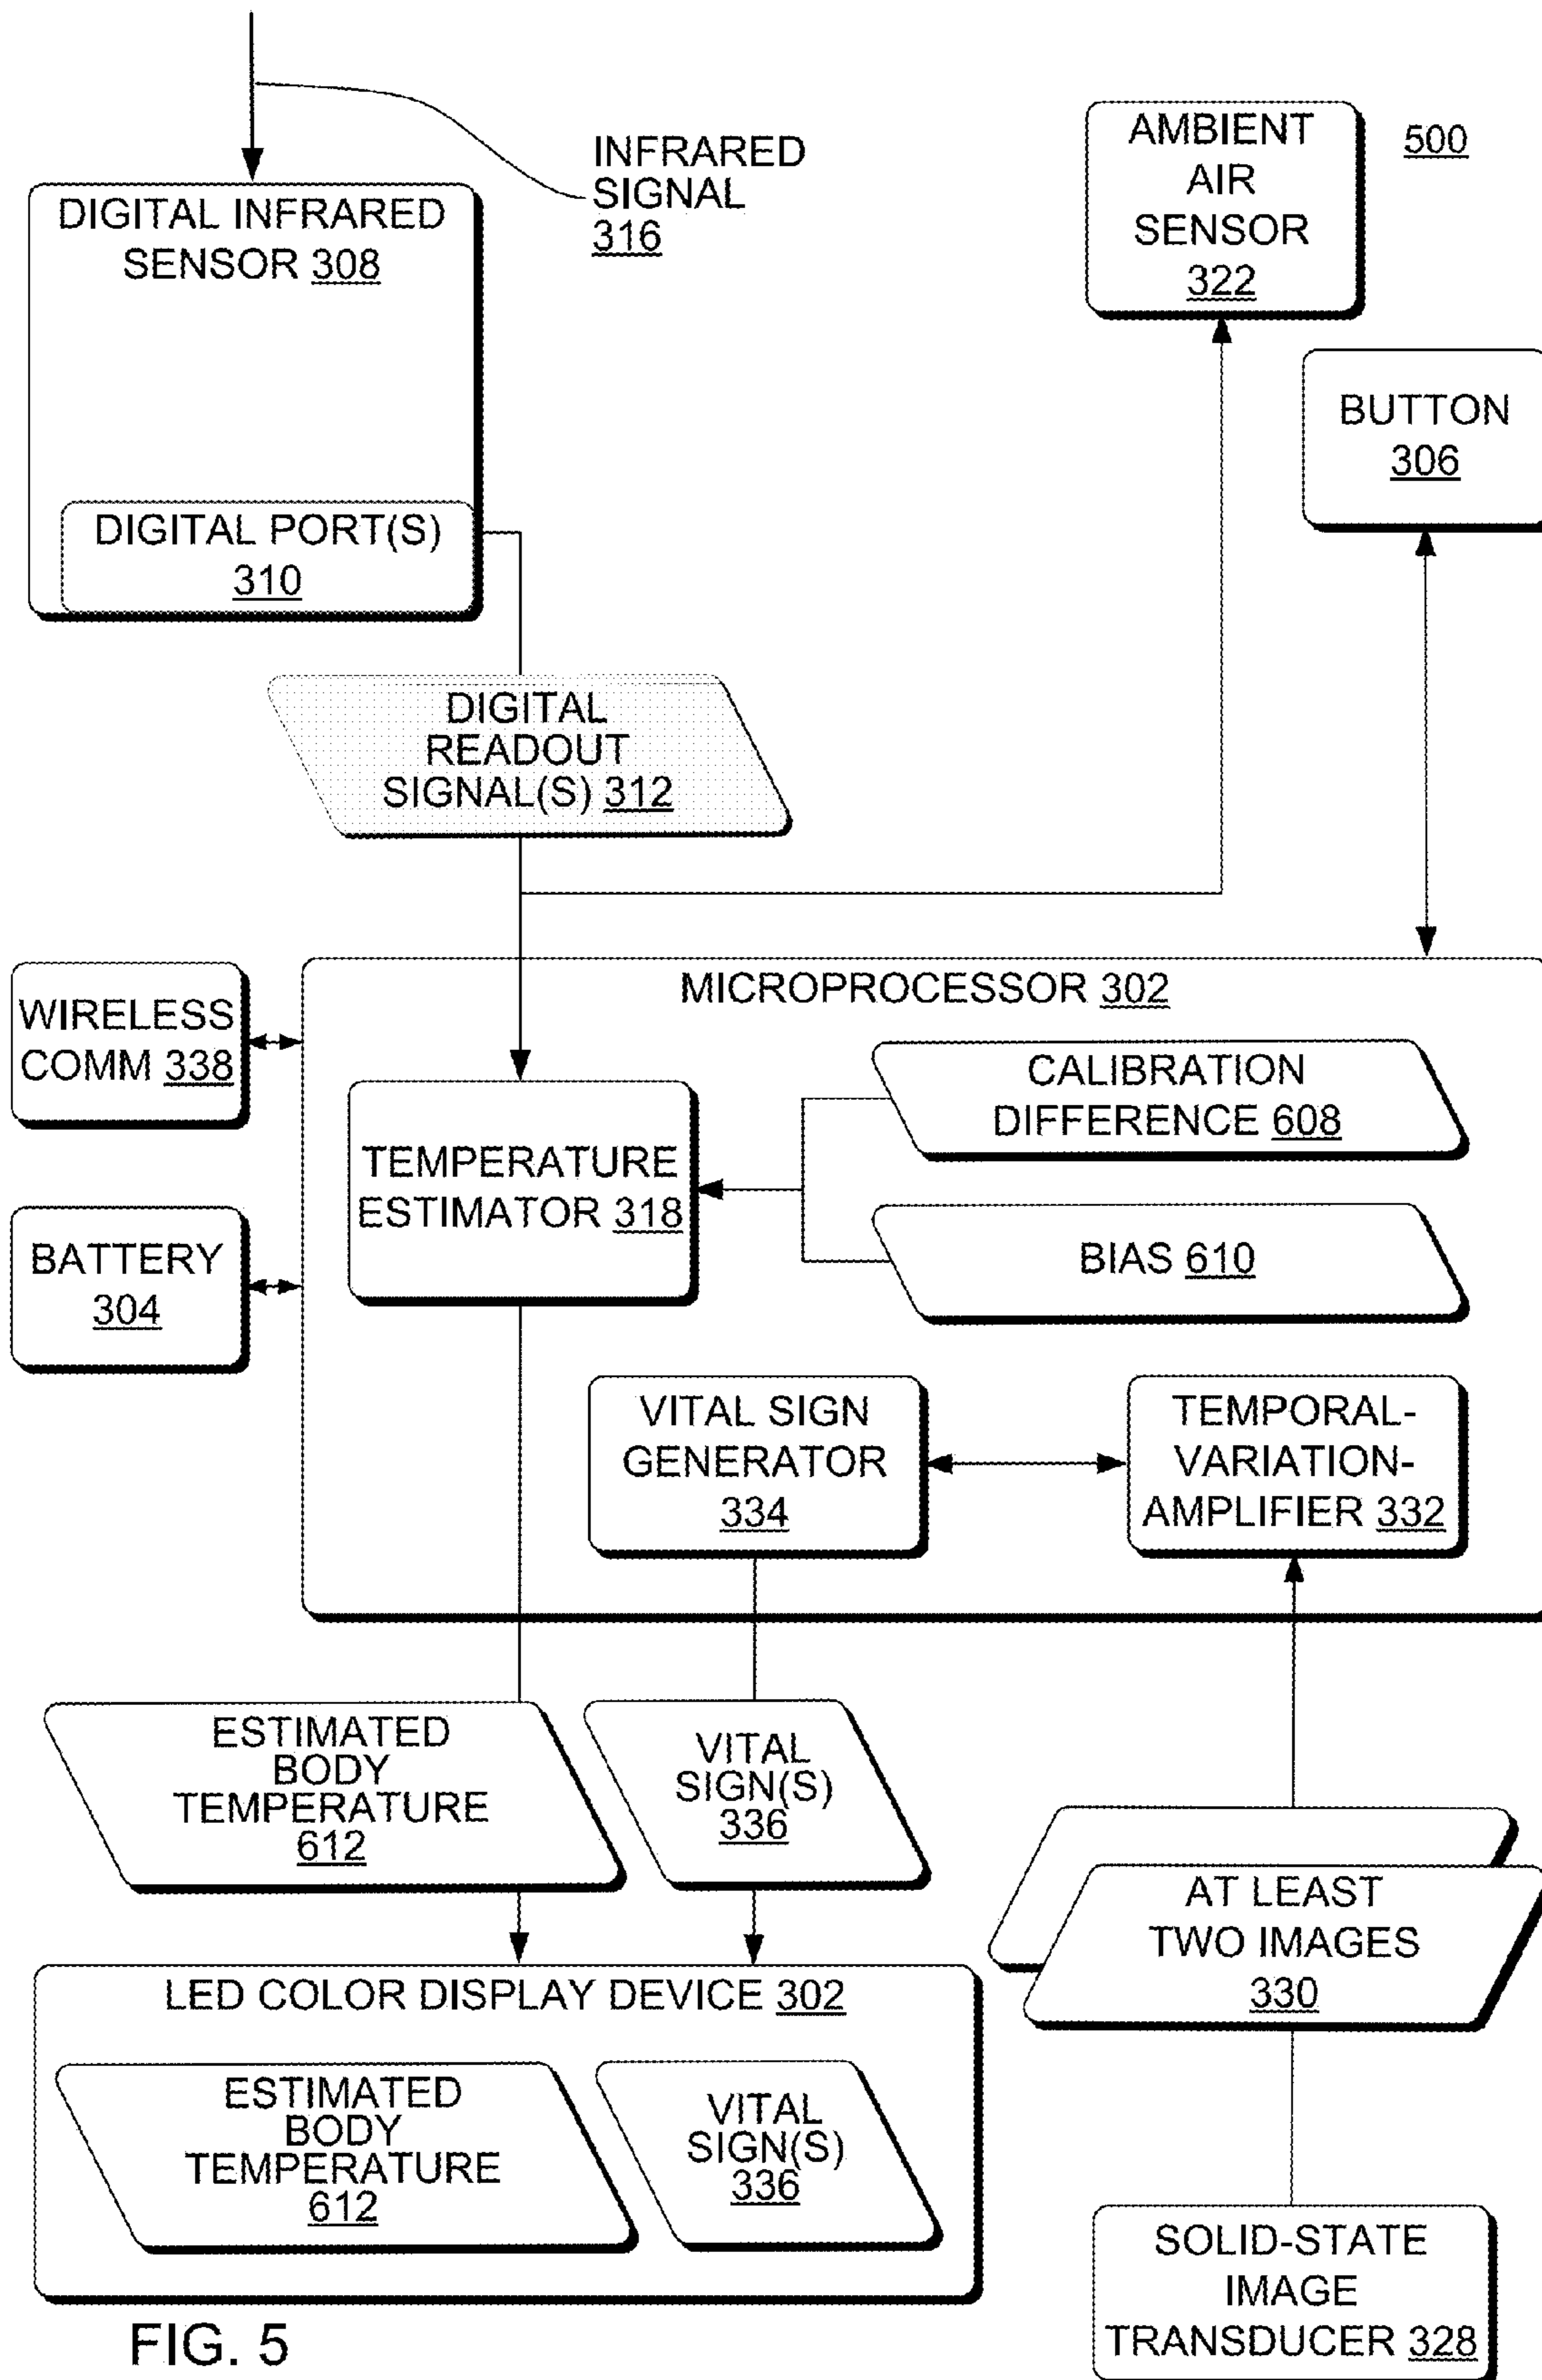 INFRARED
SIGNAL
316
AMBIENT
AIR
SENSOR
322
500
DIGITAL INFRARED
SENSOR 308
DIGITAL PORT(S)
310
BUTTON
306
DIGITAL
READOUT
SIGNAL(S) 312
MICROPROCESSOR 302
WIRELESS
COMM 338
CALIBRATION
DIFFERENCE 608
TEMPERATURE
ESTIMATOR 318
BATTERY
304
BIAS 610
VITAL SIGN
GENERATOR
334
TEMPORAL-
VARIATION-
AMPLIFIER 332
ESTIMATED
BODY
TEMPERATURE
612
VITAL
SIGN(S)
336
AT LEAST
TWO IMAGES
330
LED COLOR DISPLAY DEVICE 302
ESTIMATED
BODY
TEMPERATURE
612
VITAL
SIGN(S)
336
SOLID-STATE
IMAGE
TRANSDUCER 328
FIG. 5